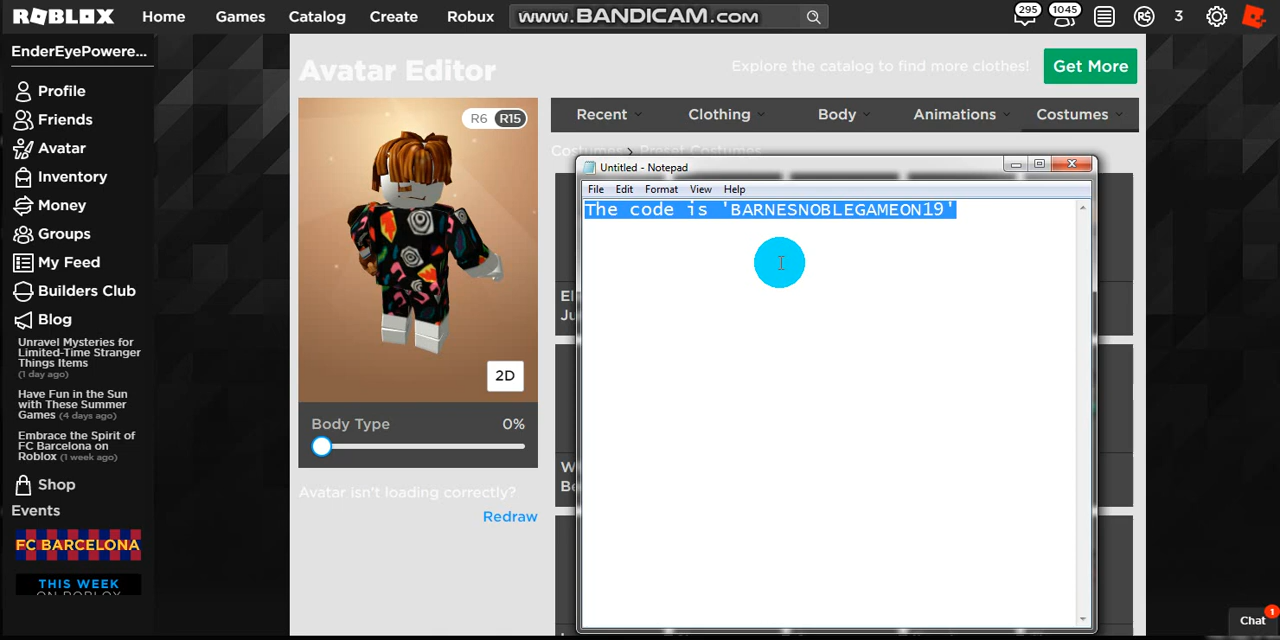 ROBLOX Home Games Catalog Create Robux www.BANDICAM.com 295 1045 3
EnderEyePowere...
Profile
Friends
Avatar
Inventory
Money
Groups
My Feed
Builders Club
Blog
Unravel Mysteries for
Limited-Time Stranger
Things Items
(1 day ago)
Have Fun in the Sun
with These Summer
Games (4 days ago)
Embrace the Spirit of
FC Barcelona on
Roblox (1 week ago)
Shop
Events
FC BARCELONA
THIS WEEK
ON ROBLOX
Avatar Editor
Explore the catalog to find more clothes! Get More
R6 R15
2D
Body Type 0%
Avatar isn't loading correctly?
Redraw
Recent Clothing Body Animations Costumes
Costumes > Preset Costumes
Untitled - Notepad
File Edit Format View Help
The code is 'BARNESNOBLEGAMEON19'
Chat 1